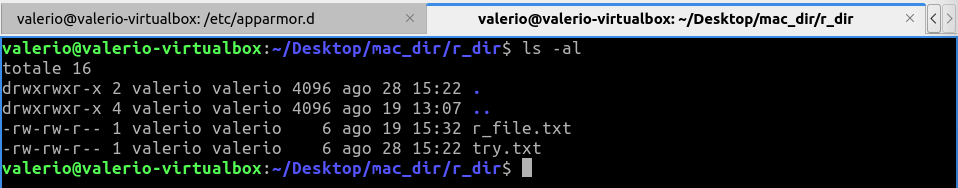 valerio@valerio-virtualbox: /etc/apparmor.d
valerio@valerio-virtualbox: ~/Desktop/mac_dir/r_dir
valerio@valerio-virtualbox:~/Desktop/mac_dir/r_dir$ ls -al
totale 16
drwxrwxr-x 2 valerio valerio 4096 ago 28 15:22 .
drwxrwxr-x 4 valerio valerio 4096 ago 19 13:07 ..
-rw-rw-r-- 1 valerio valerio    6 ago 19 15:32 r_file.txt
-rw-rw-r-- 1 valerio valerio    6 ago 28 15:22 try.txt
valerio@valerio-virtualbox:~/Desktop/mac_dir/r_dir$